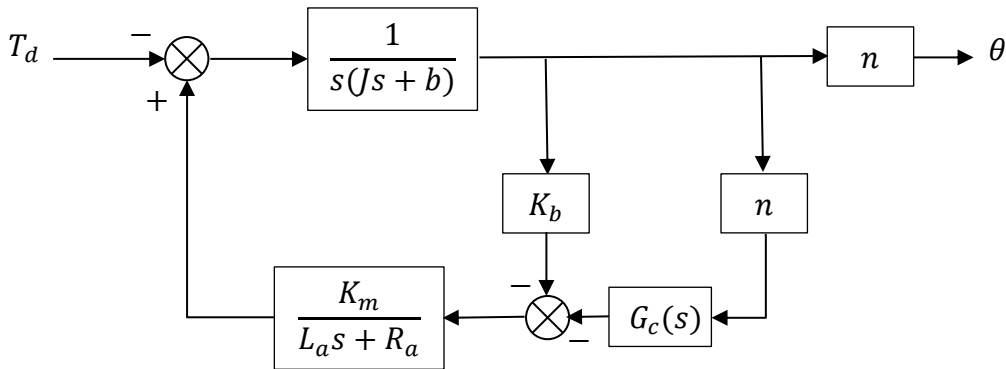 T_d
−
+
1
s(Js + b)
n
θ
K_b
n
−
−
K_m
L_a s + R_a
G_c(s)